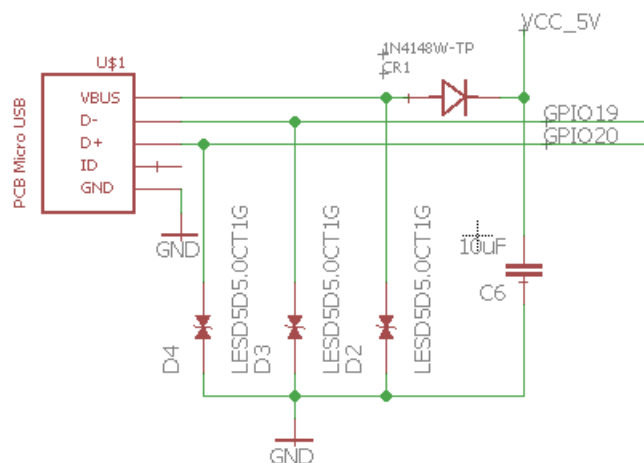 VCC_5V
1N4148W-TP
CR1
U$1
PCB Micro USB
VBUS
D-
D+
ID
GND
GPIO19
GPIO20
GND
10uF
C6
D4
LESD5D5.0CT1G
D3
LESD5D5.0CT1G
D2
LESD5D5.0CT1G
GND